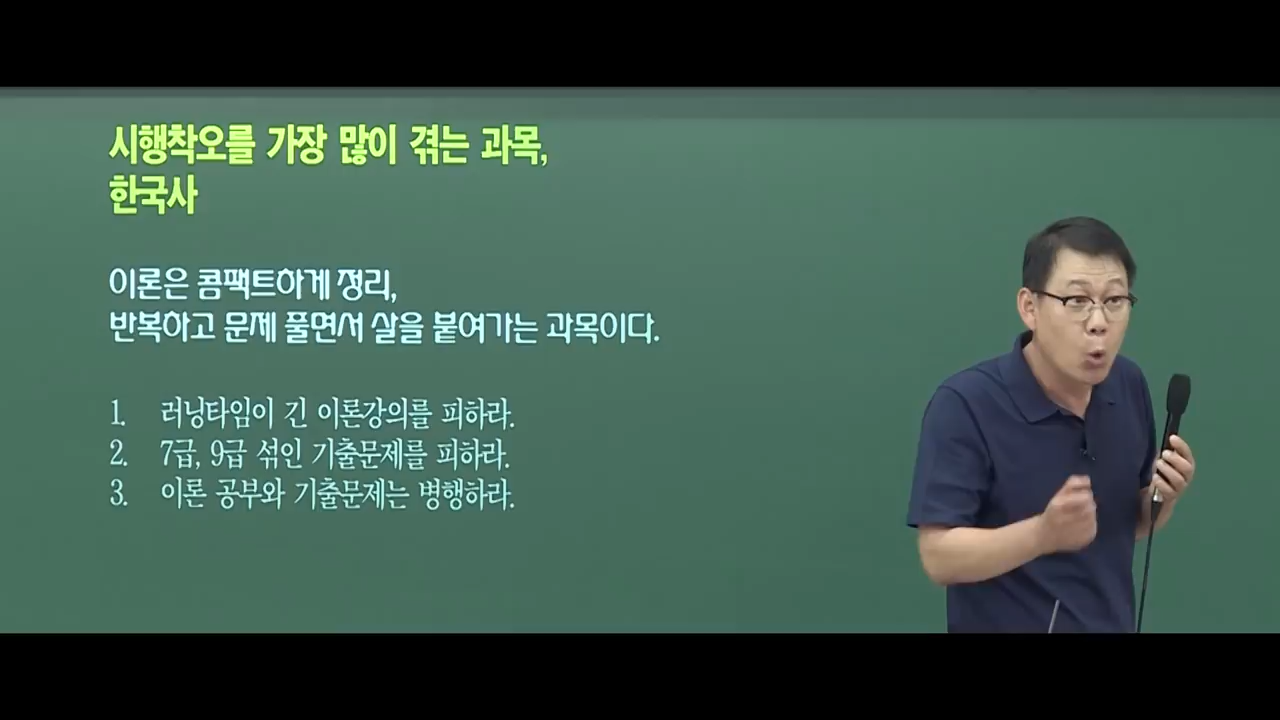 시행착오를 가장 많이 겪는 과목,
한국사
이론은 콤팩트하게 정리,
반복하고 문제 풀면서 살을 붙여가는 과목이다.
1. 러닝타임이 긴 이론강의를 피하라.
2. 7급, 9급 섞인 기출문제를 피하라.
3. 이론 공부와 기출문제는 병행하라.